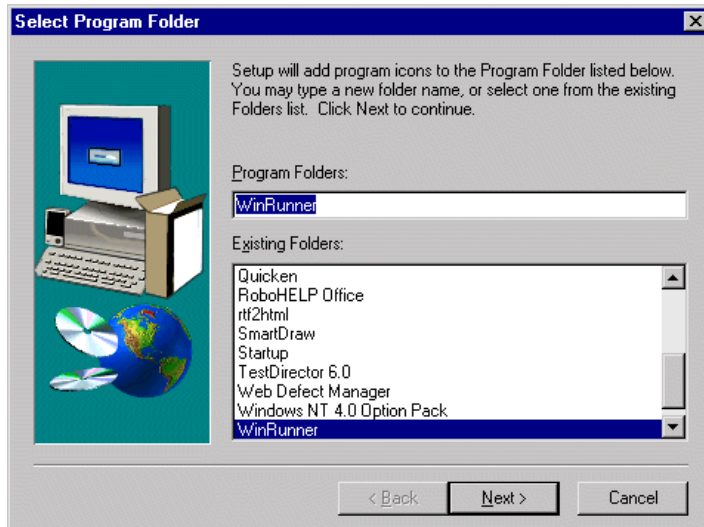 Select Program Folder
Setup will add program icons to the Program Folder listed below.
You may type a new folder name, or select one from the existing
Folders list.  Click Next to continue.
Program Folders:
WinRunner
Existing Folders:
Quicken
RoboHELP Office
rtf2html
SmartDraw
Startup
TestDirector 6.0
Web Defect Manager
Windows NT 4.0 Option Pack
WinRunner
< Back
Next >
Cancel